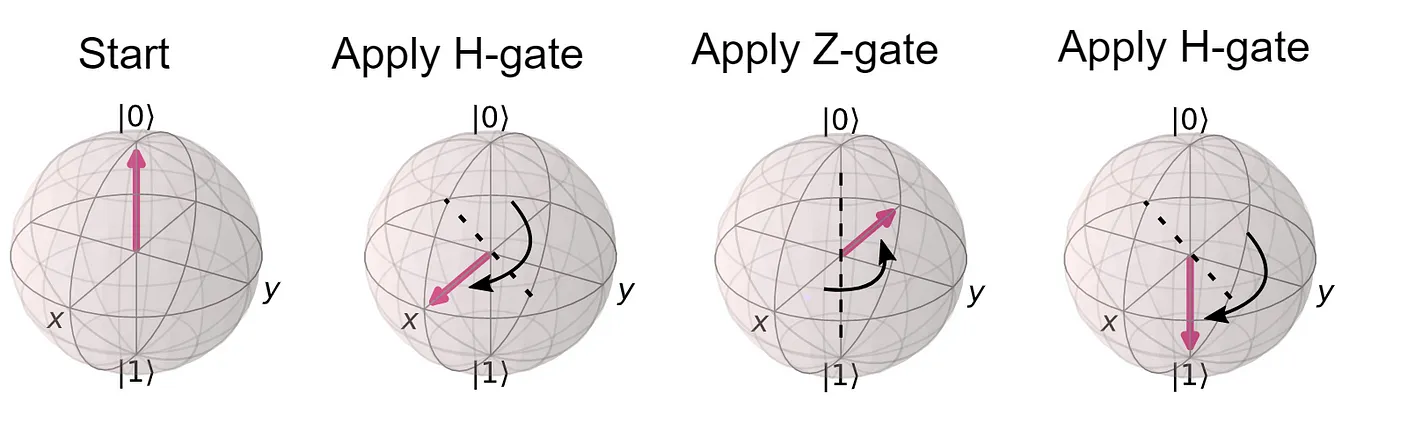 Start
|0⟩
x
y
|1⟩
Apply H-gate
|0⟩
x
y
|1⟩
Apply Z-gate
|0⟩
x
y
|1⟩
Apply H-gate
|0⟩
x
y
|1⟩